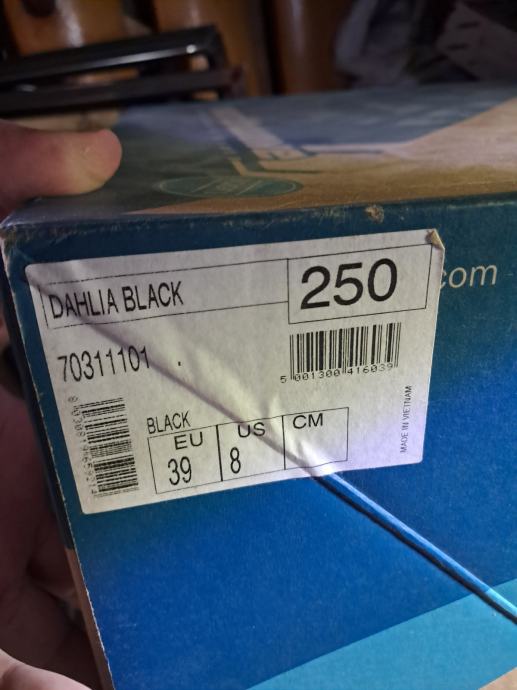 DAHLIA BLACK
250
.com
70311101
5 001300 416039
BLACK
EU US CM
39 8
MADE IN VIETNAM